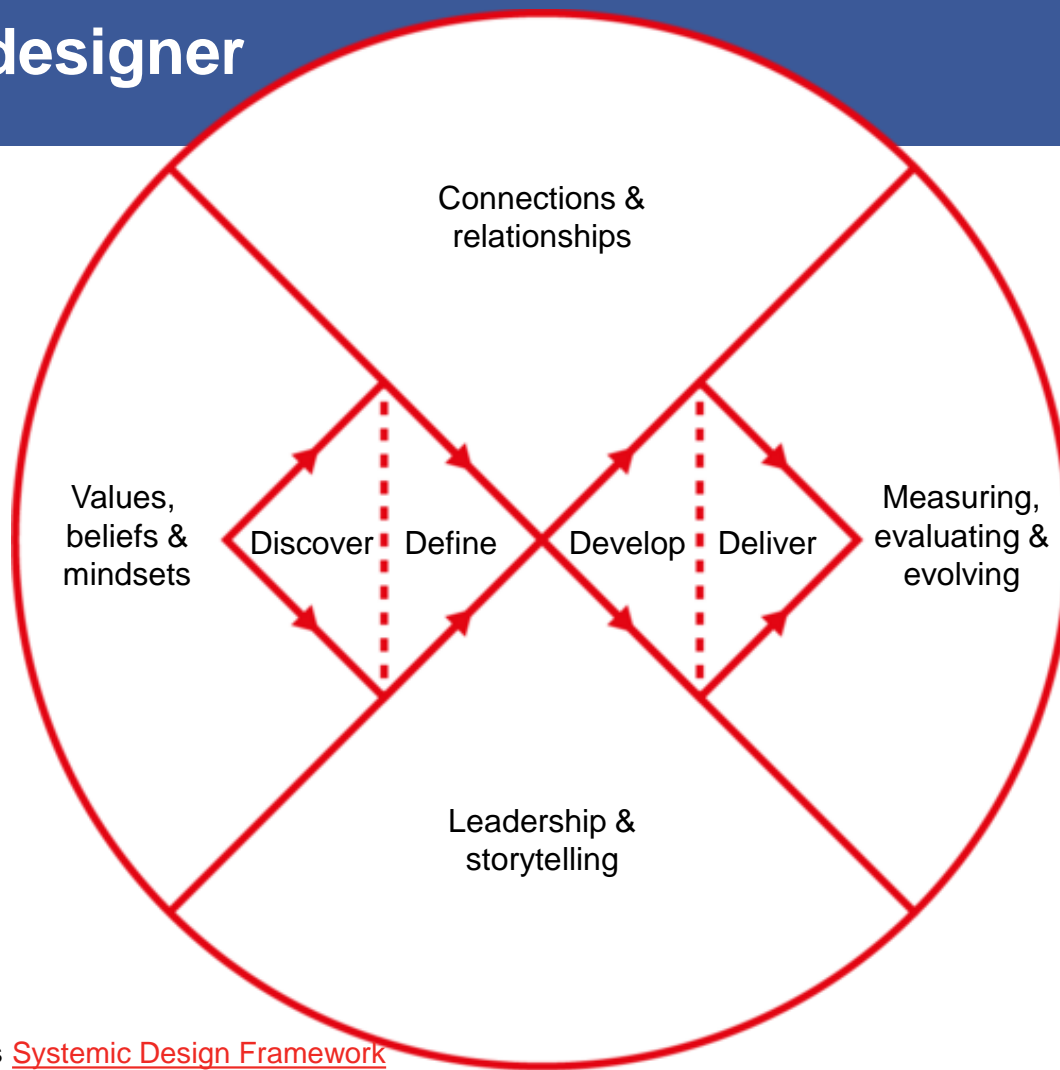 designer
Connections &
relationships
Values,
beliefs &
mindsets
Discover
Define
Develop
Deliver
Measuring,
evaluating &
evolving
Leadership &
storytelling
s Systemic Design Framework